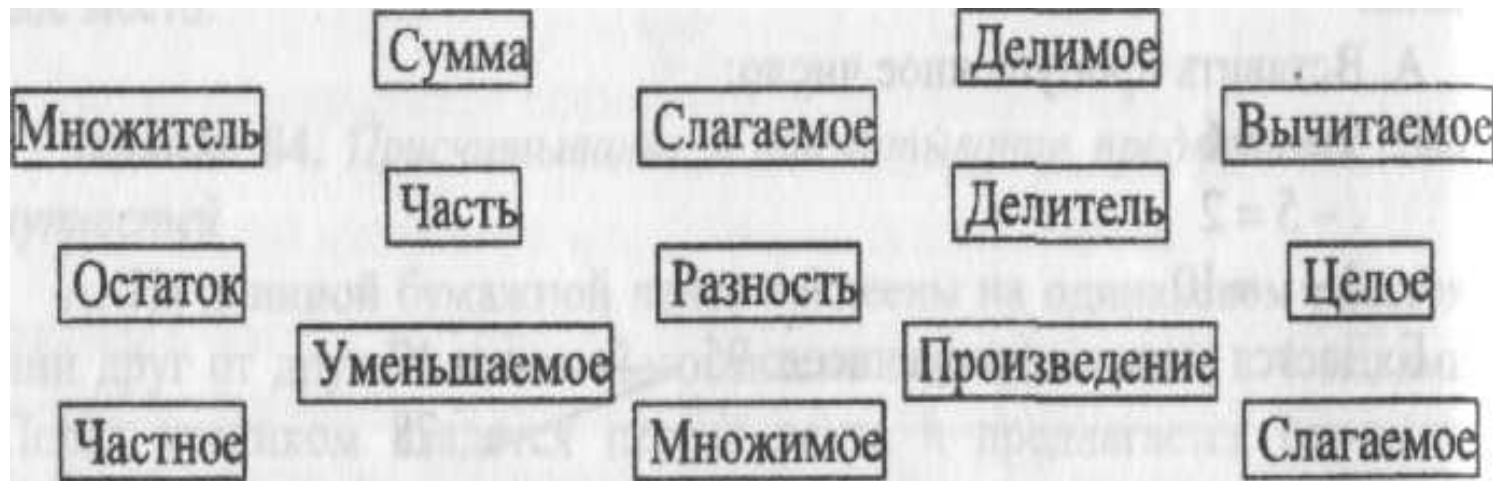 Сумма Делимое
Множитель Слагаемое Вычитаемое
Часть Делитель
Остаток Разность Целое
Уменьшаемое Произведение
Частное Множимое Слагаемое